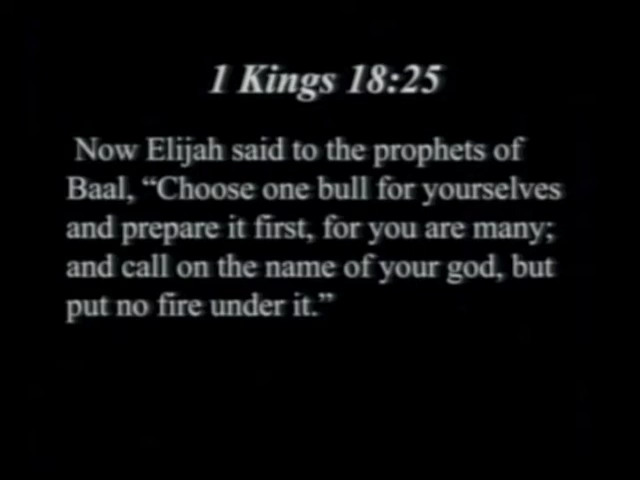 1 Kings 18:25
Now Elijah said to the prophets of
Baal, “Choose one bull for yourselves
and prepare it first, for you are many;
and call on the name of your god, but
put no fire under it.”